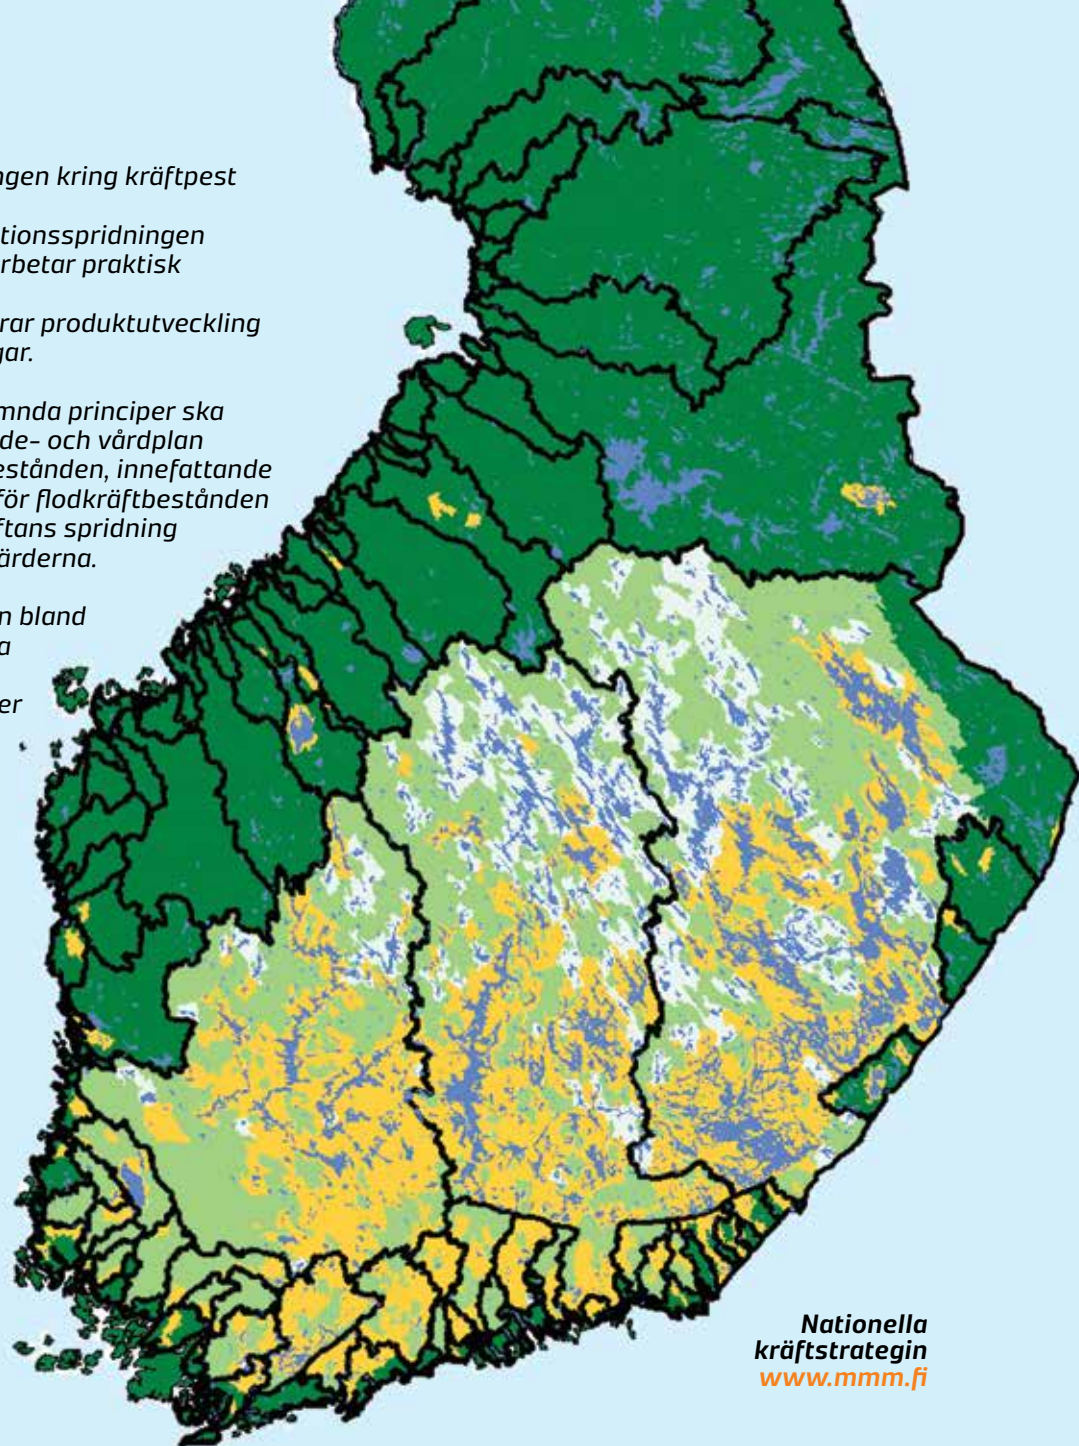 ngen kring kräftpest
tionsspridningen
rbetar praktisk
rar produktutveckling
gar.
mnda principer ska
de- och vårdplan
estånden, innefattande
för flodkräftbestånden
ftans spridning
ärderna.
n bland
a
er
Nationella
kräftstrategin
www.mmm.fi